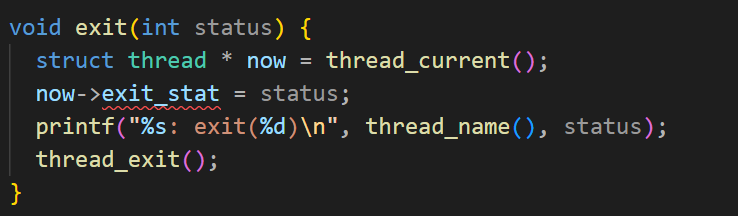 void exit(int status) {
struct thread * now = thread_current();
now->exit_stat = status;
printf("%s: exit(%d)\n", thread_name(), status);
thread_exit();
}